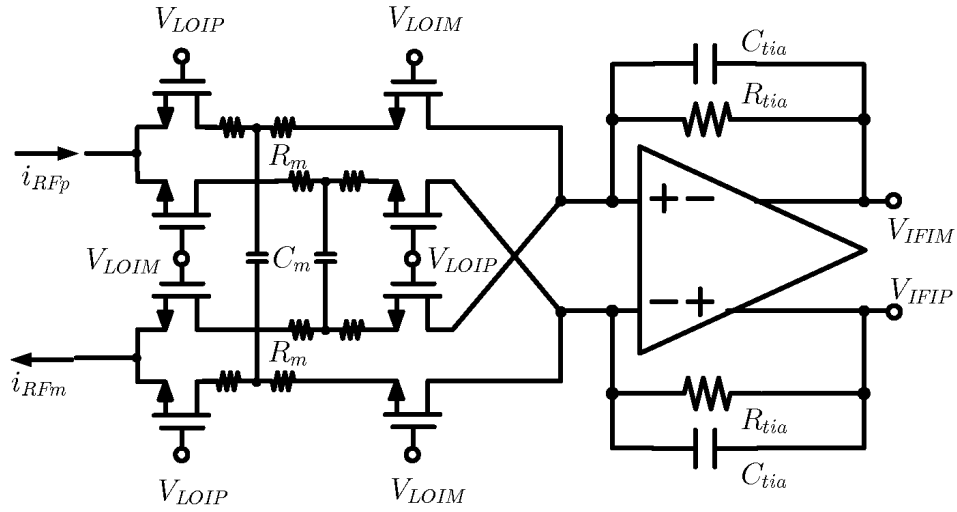 V_LOIP
V_LOIM
C_tia
R_tia
i_RFp
R_m
V_LOIM
C_m
V_LOIP
V_IFIM
V_IFIP
i_RFm
R_m
R_tia
C_tia
V_LOIP
V_LOIM